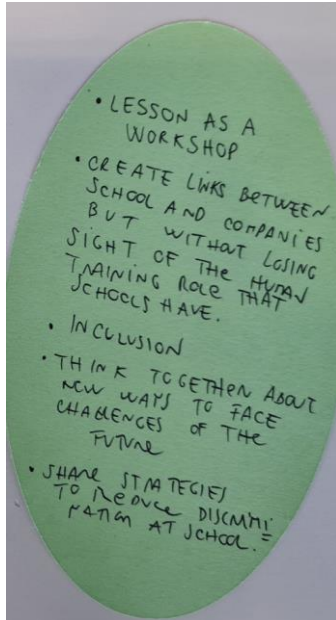 • LESSON AS A
WORKSHOP
• CREATE LINKS BETWEEN
SCHOOL AND COMPANIES
BUT WITHOUT LOSING
SIGHT OF THE HUMAN
TRAINING ROLE THAT
SCHOOLS HAVE.
• INCLUSION
• THINK TOGETHER ABOUT
NEW WAYS TO FACE
CHALLENGES OF THE
FUTURE
• SHARE STRATEGIES
TO REDUCE DISCRIMI=
NATION AT SCHOOL.